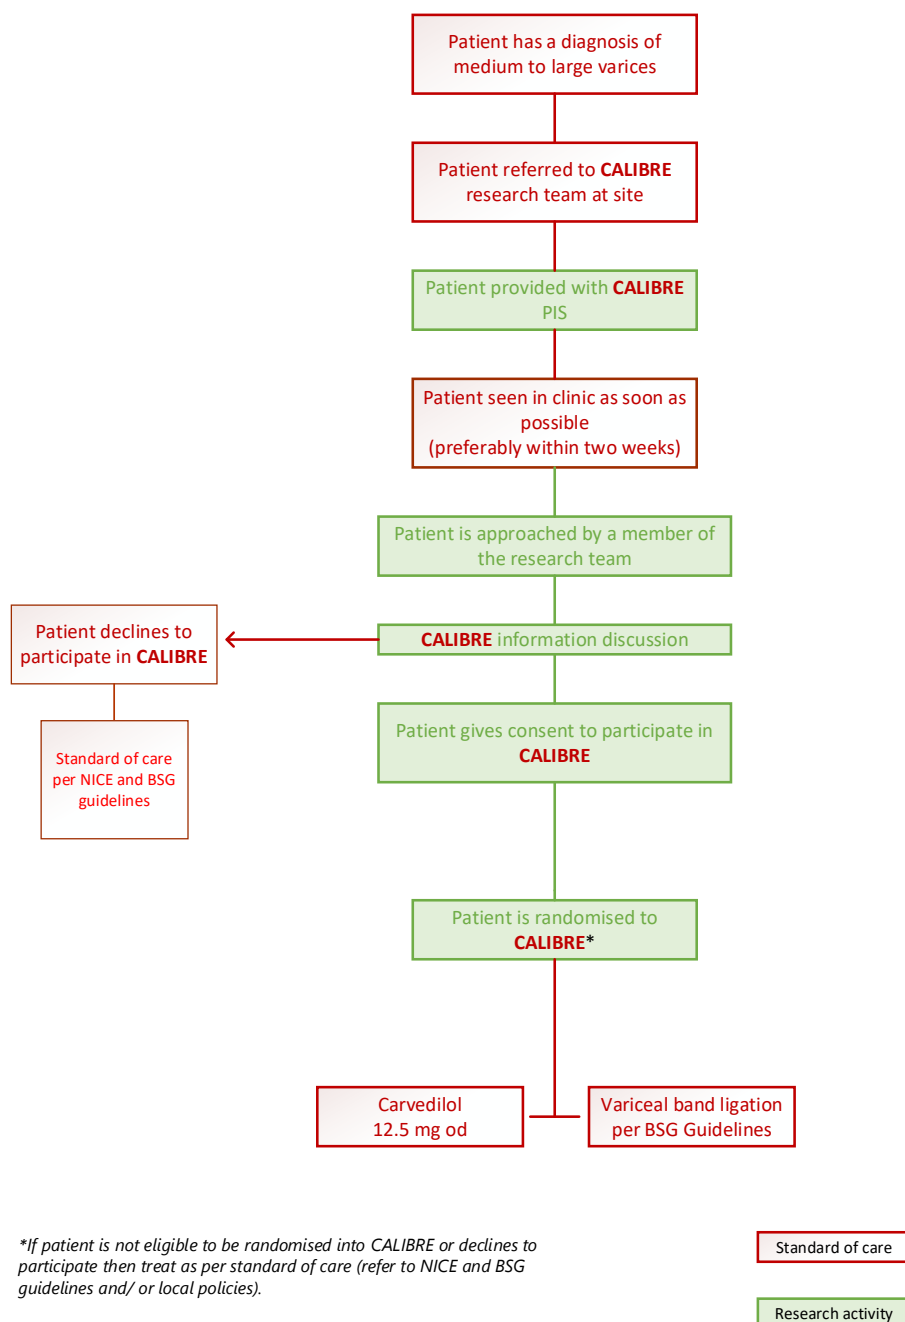 Patient has a diagnosis of
medium to large varices
Patient referred to CALIBRE
research team at site
Patient provided with CALIBRE
PIS
Patient seen in clinic as soon as
possible
(preferably within two weeks)
Patient is approached by a member of
the research team
CALIBRE information discussion
Patient declines to
participate in CALIBRE
Standard of care
per NICE and BSG
guidelines
Patient gives consent to participate in
CALIBRE
Patient is randomised to
CALIBRE*
Carvedilol
12.5 mg od
Variceal band ligation
per BSG Guidelines
*If patient is not eligible to be randomised into CALIBRE or declines to
participate then treat as per standard of care (refer to NICE and BSG
guidelines and/ or local policies).
Standard of care
Research activity